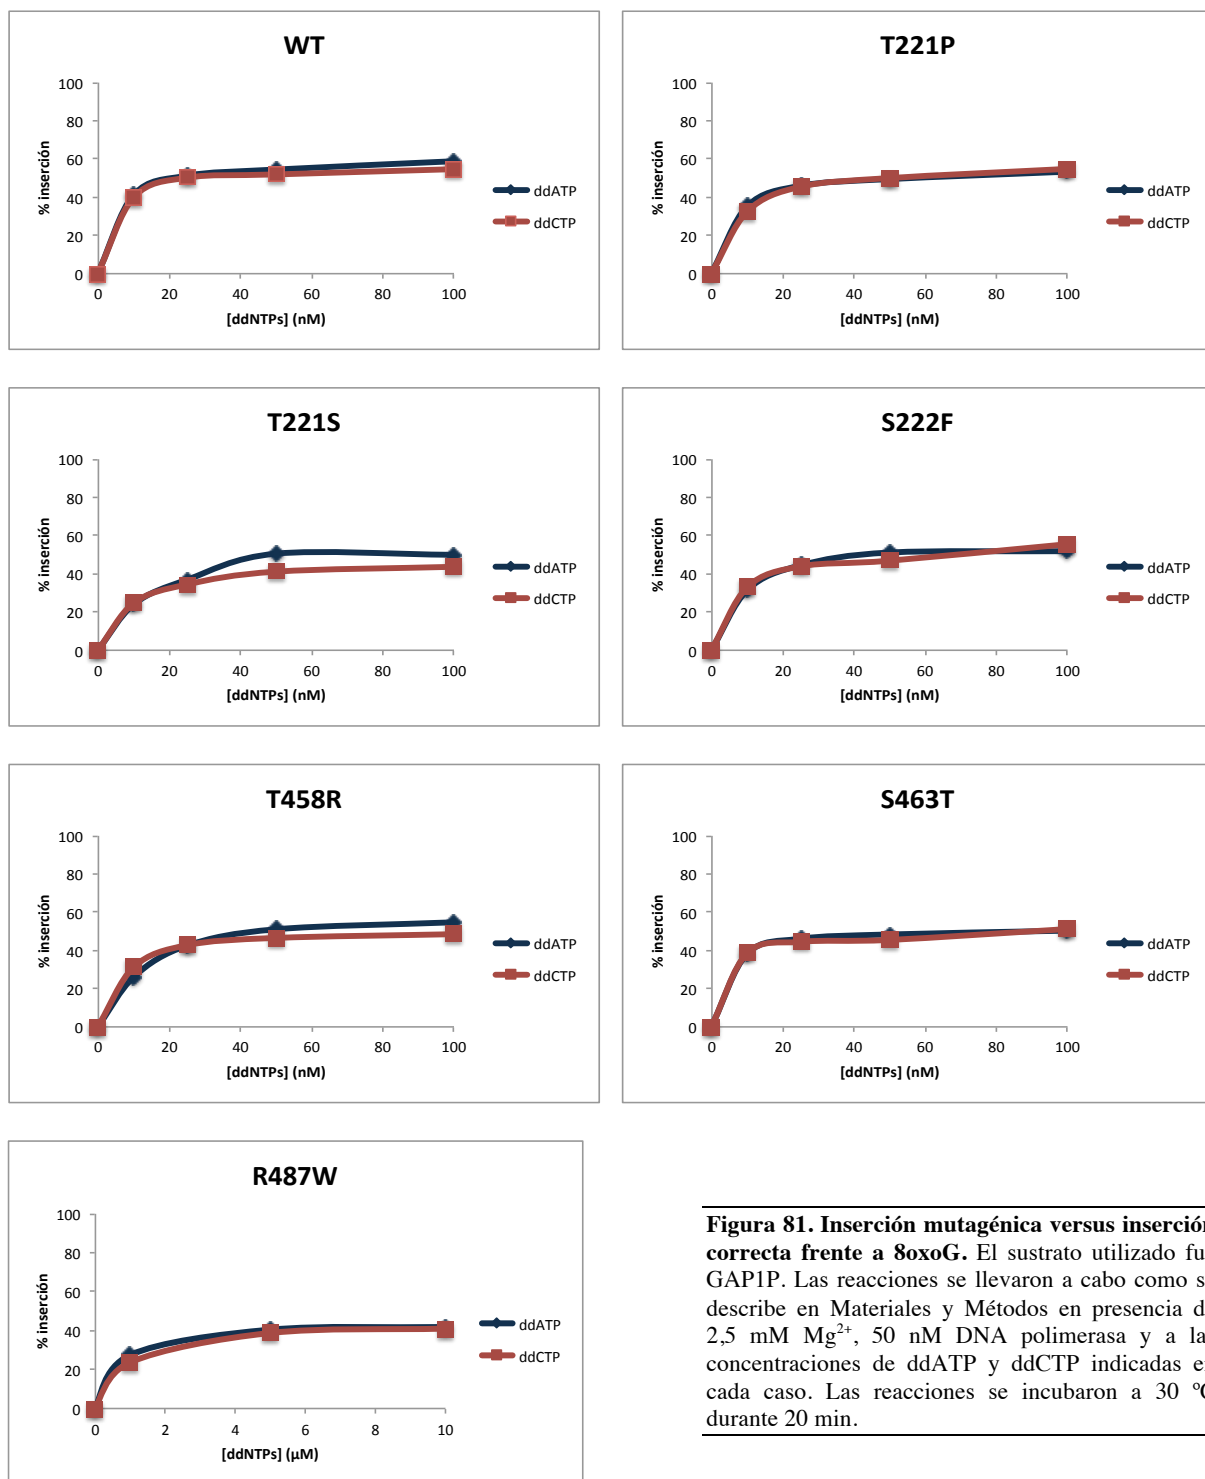 WT
100
80
60
40
20
0
% inserción
0 20 40 60 80 100
[ddNTPs] (nM)
ddATP
ddCTP
T221P
100
80
60
40
20
0
% inserción
0 20 40 60 80 100
[ddNTPs] (nM)
ddATP
ddCTP
T221S
100
80
60
40
20
0
% inserción
0 20 40 60 80 100
[ddNTPs] (nM)
ddATP
ddCTP
S222F
100
80
60
40
20
0
% inserción
0 20 40 60 80 100
[ddNTPs] (nM)
ddATP
ddCTP
T458R
100
80
60
40
20
0
% inserción
0 20 40 60 80 100
[ddNTPs] (nM)
ddATP
ddCTP
S463T
100
80
60
40
20
0
% inserción
0 20 40 60 80 100
[ddNTPs] (nM)
ddATP
ddCTP
R487W
100
80
60
40
20
0
% inserción
0 2 4 6 8 10
[ddNTPs] (µM)
ddATP
ddCTP
Figura 81. Inserción mutagénica versus inserción
correcta frente a 8oxoG. El sustrato utilizado fu
GAP1P. Las reacciones se llevaron a cabo como s
describe en Materiales y Métodos en presencia d
2,5 mM Mg²⁺, 50 nM DNA polimerasa y a la
concentraciones de ddATP y ddCTP indicadas en
cada caso. Las reacciones se incubaron a 30 ºC
durante 20 min.